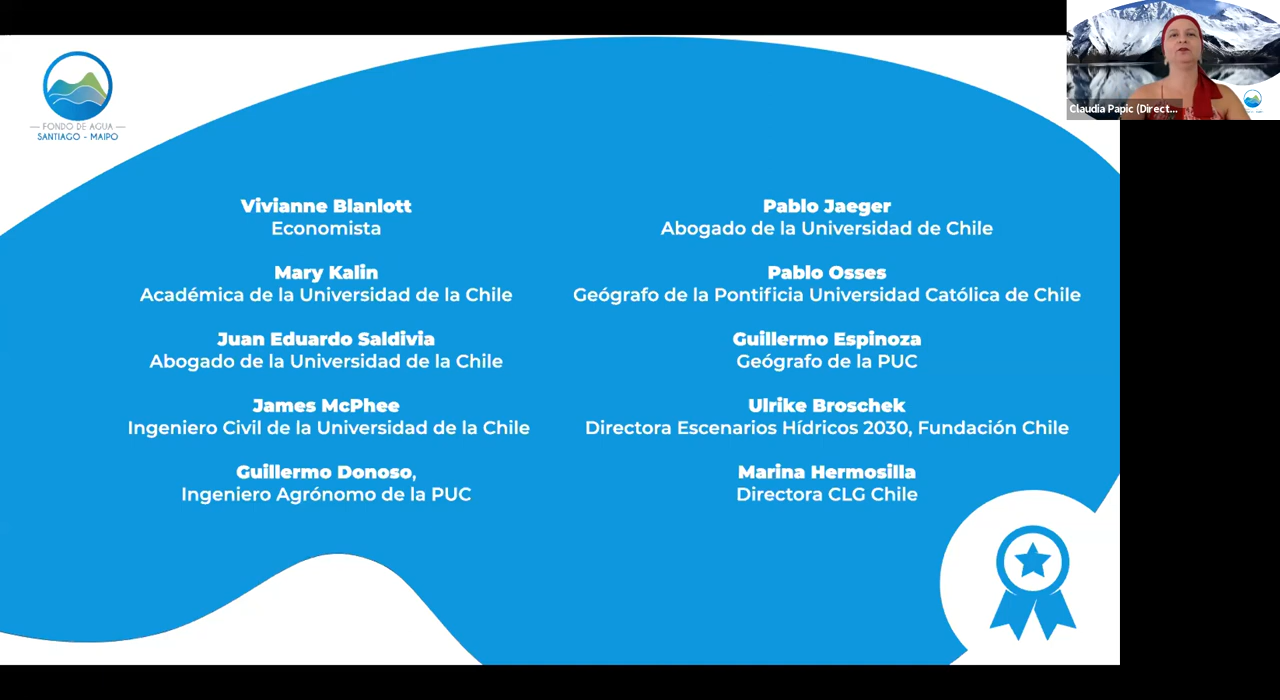 FONDO DE AGUA
SANTIAGO - MAIPO
Claudia Papic (Direct...
Vivianne Blanlott
Economista
Mary Kalin
Académica de la Universidad de la Chile
Juan Eduardo Saldivia
Abogado de la Universidad de la Chile
James McPhee
Ingeniero Civil de la Universidad de la Chile
Guillermo Donoso,
Ingeniero Agrónomo de la PUC
Pablo Jaeger
Abogado de la Universidad de Chile
Pablo Osses
Geógrafo de la Pontificia Universidad Católica de Chile
Guillermo Espinoza
Geógrafo de la PUC
Ulrike Broschek
Directora Escenarios Hídricos 2030, Fundación Chile
Marina Hermosilla
Directora CLG Chile